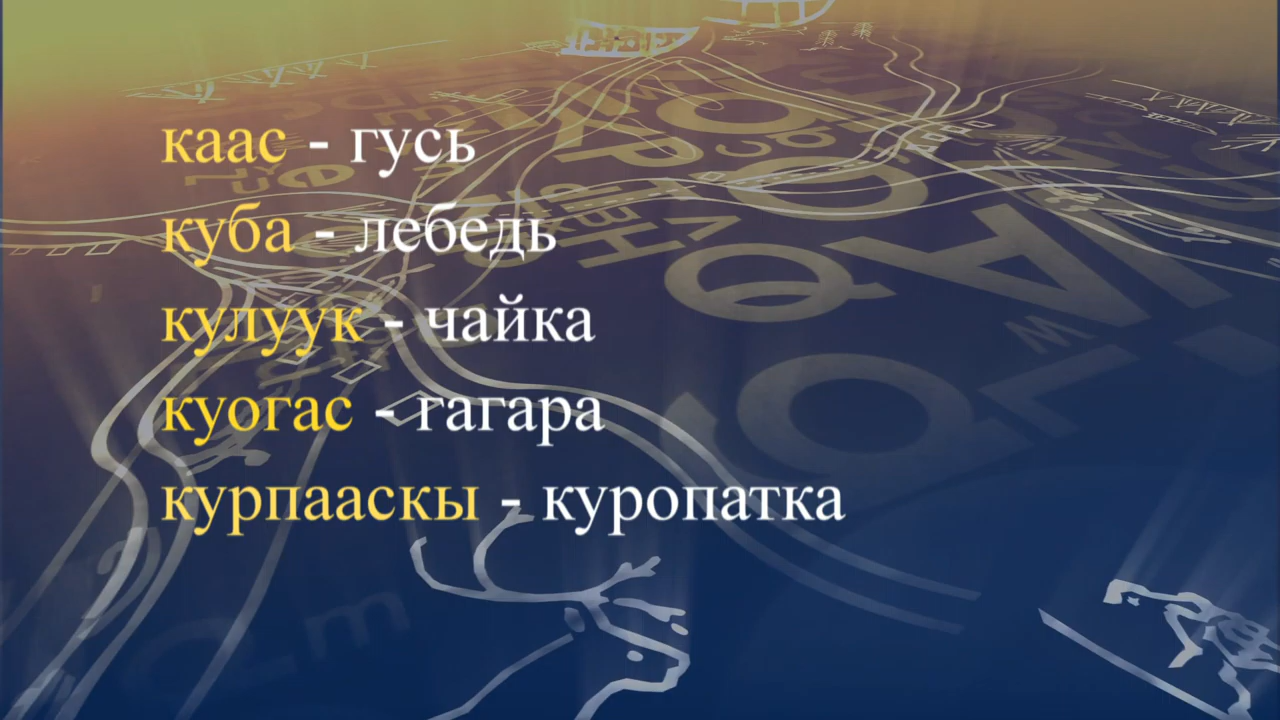 каас - гусь
куба - лебедь
кулуук - чайка
куогас - гагара
курпааскы - куропатка